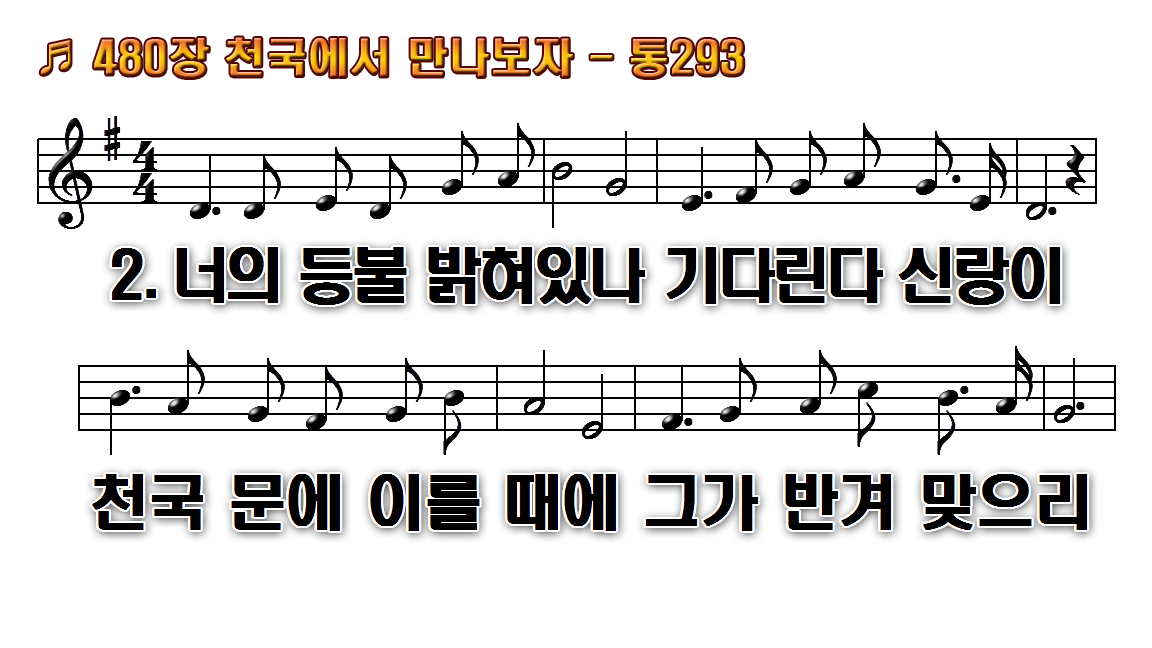 ♬ 480장 천국에서 만나보자 - 통293
2. 너의 등불 밝혀있나 기다린다 신랑이
천국 문에 이를 때에 그가 반겨 맞으리